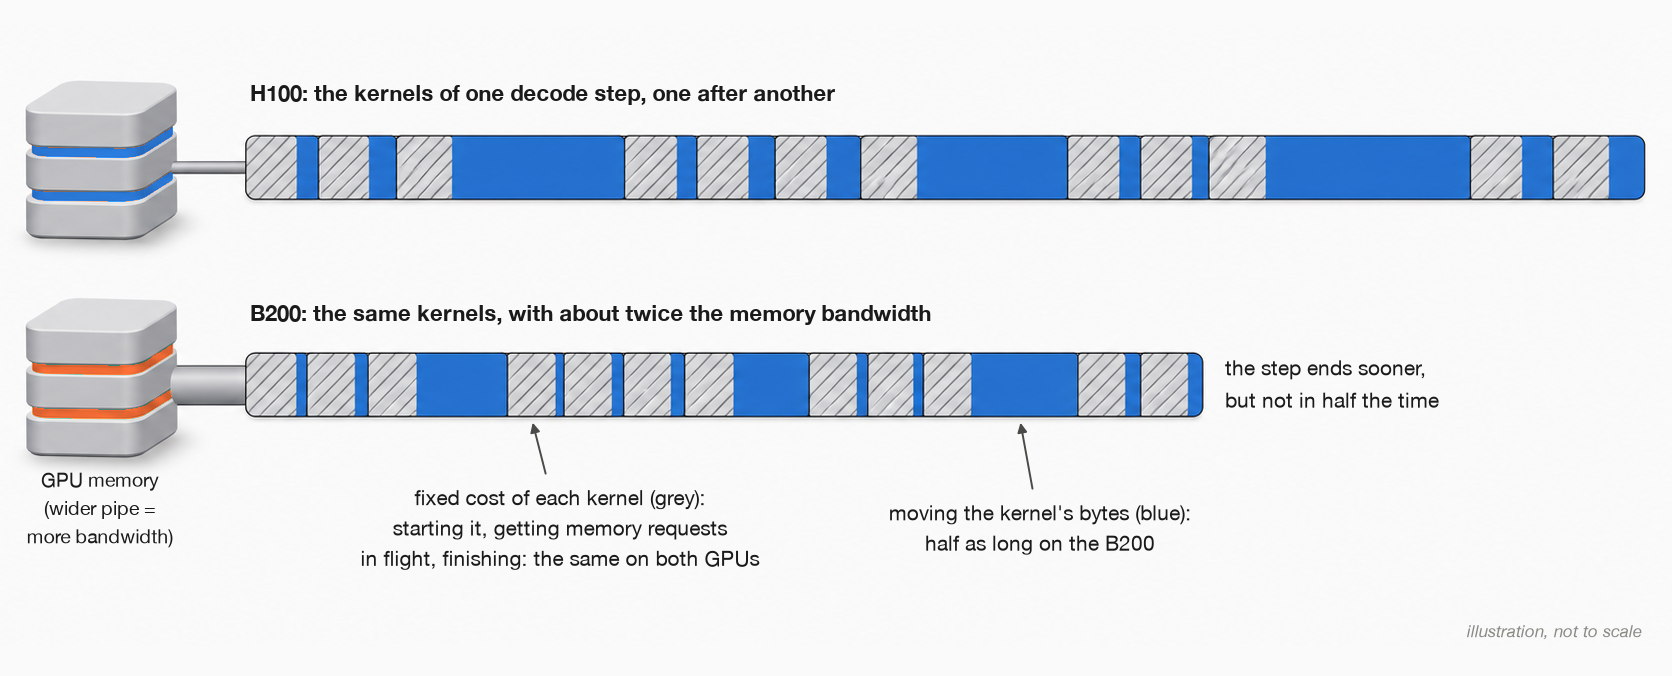 H100: the kernels of one decode step, one after another
B200: the same kernels, with about twice the memory bandwidth
the step ends sooner,
but not in half the time
GPU memory
(wider pipe =
more bandwidth)
fixed cost of each kernel (grey):
starting it, getting memory requests
in flight, finishing: the same on both GPUs
moving the kernel's bytes (blue):
half as long on the B200
illustration, not to scale